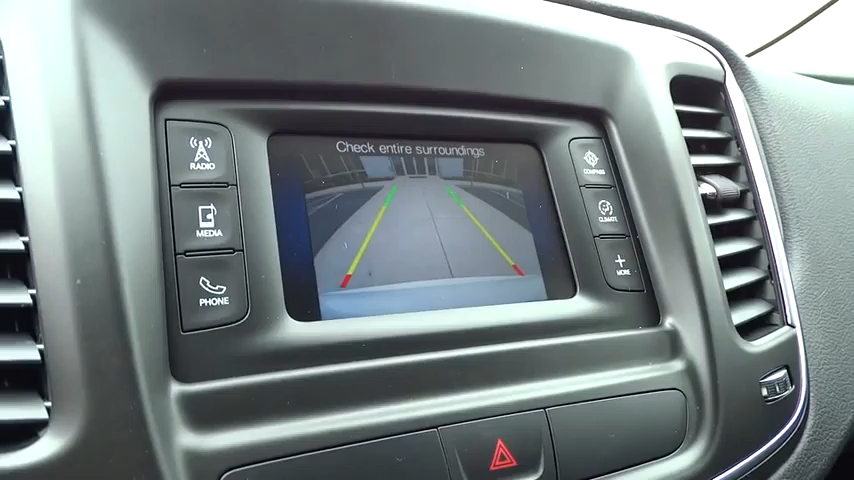 Check entire surroundings
RADIO
MEDIA
PHONE
COMPASS
CLIMATE
MORE